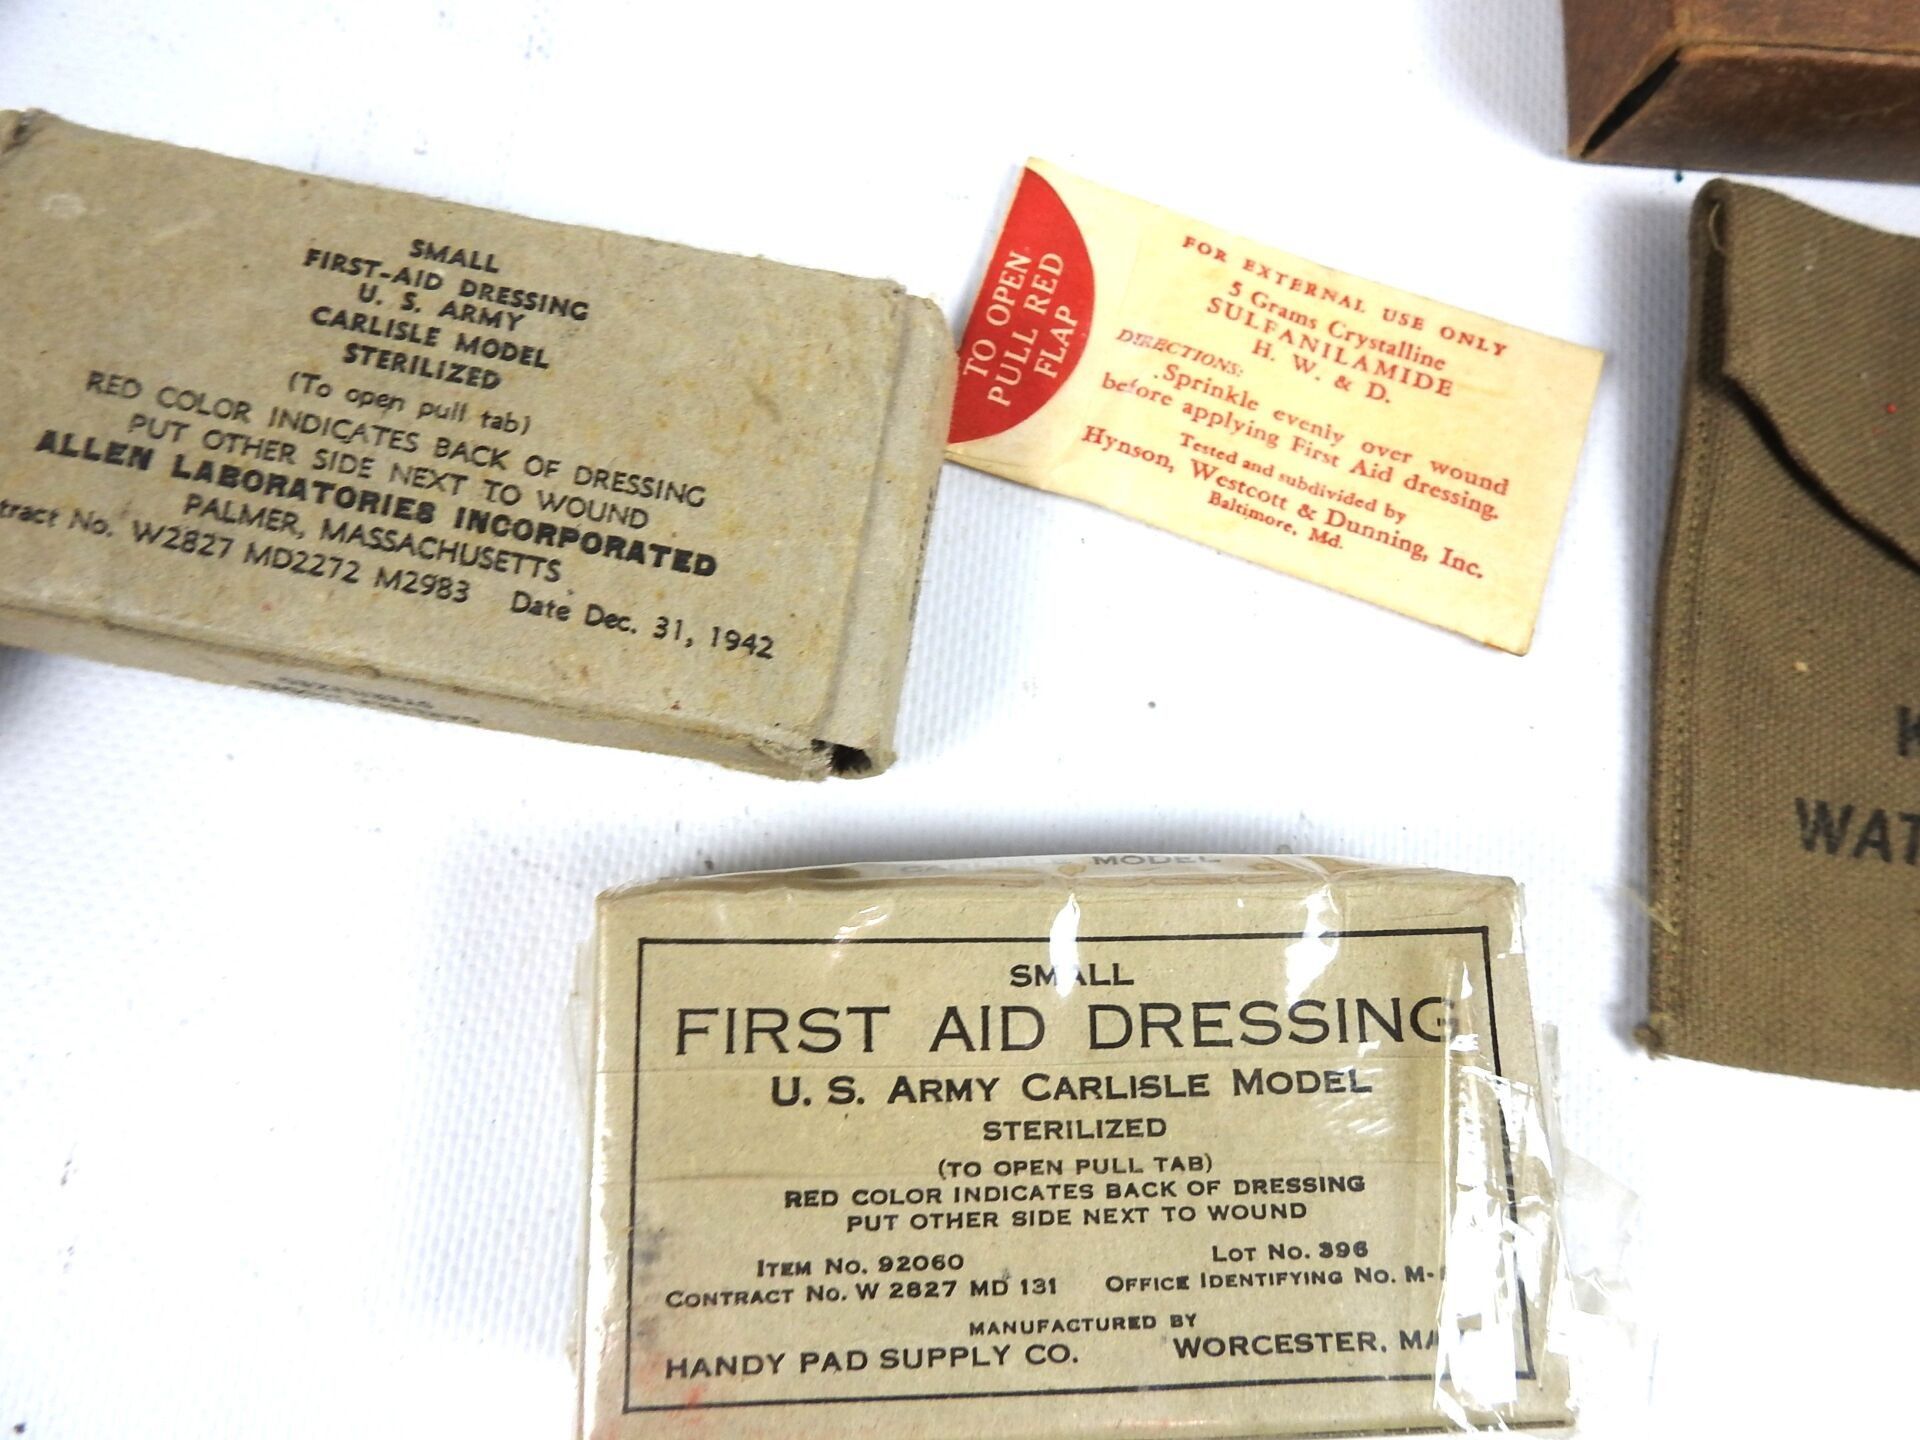 SMALL
FIRST-AID DRESSING
U. S. ARMY
CARLISLE MODEL
STERILIZED
(To open pull tab)
RED COLOR INDICATES BACK OF DRESSING
PUT OTHER SIDE NEXT TO WOUND
ALLEN LABORATORIES INCORPORATED
PALMER, MASSACHUSETTS
No. W2827 MD2272 M2983 Date Dec. 31, 1942
TO OPEN
PULL RED
FLAP
FOR EXTERNAL USE ONLY
5 Grams Crystalline
SULFANILAMIDE
H. W. & D.
DIRECTIONS:
Sprinkle evenly over wound
before applying First Aid dressing.
Tested and subdivided by
Hynson, Westcott & Dunning, Inc.
Baltimore, Md.
MODEL
SMALL
FIRST AID DRESSING
U. S. ARMY CARLISLE MODEL
STERILIZED
(TO OPEN PULL TAB)
RED COLOR INDICATES BACK OF DRESSING
PUT OTHER SIDE NEXT TO WOUND
ITEM No. 92060 LOT No. 396
CONTRACT No. W 2827 MD 131 OFFICE IDENTIFYING No. M-
MANUFACTURED BY
HANDY PAD SUPPLY CO. WORCESTER,